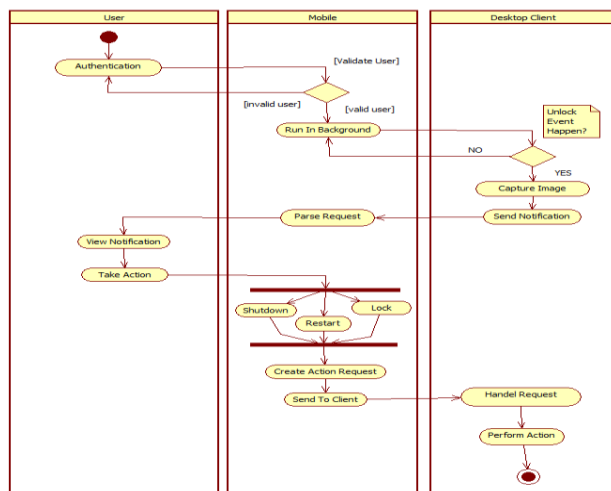 User
Mobile
Desktop Client
Authentication
[Validate User]
[invalid user]
[valid user]
Run In Background
Unlock
Event
Happen?
NO
YES
Capture Image
Send Notification
Parse Request
View Notification
Take Action
Shutdown
Restart
Lock
Create Action Request
Send To Client
Handel Request
Perform Action